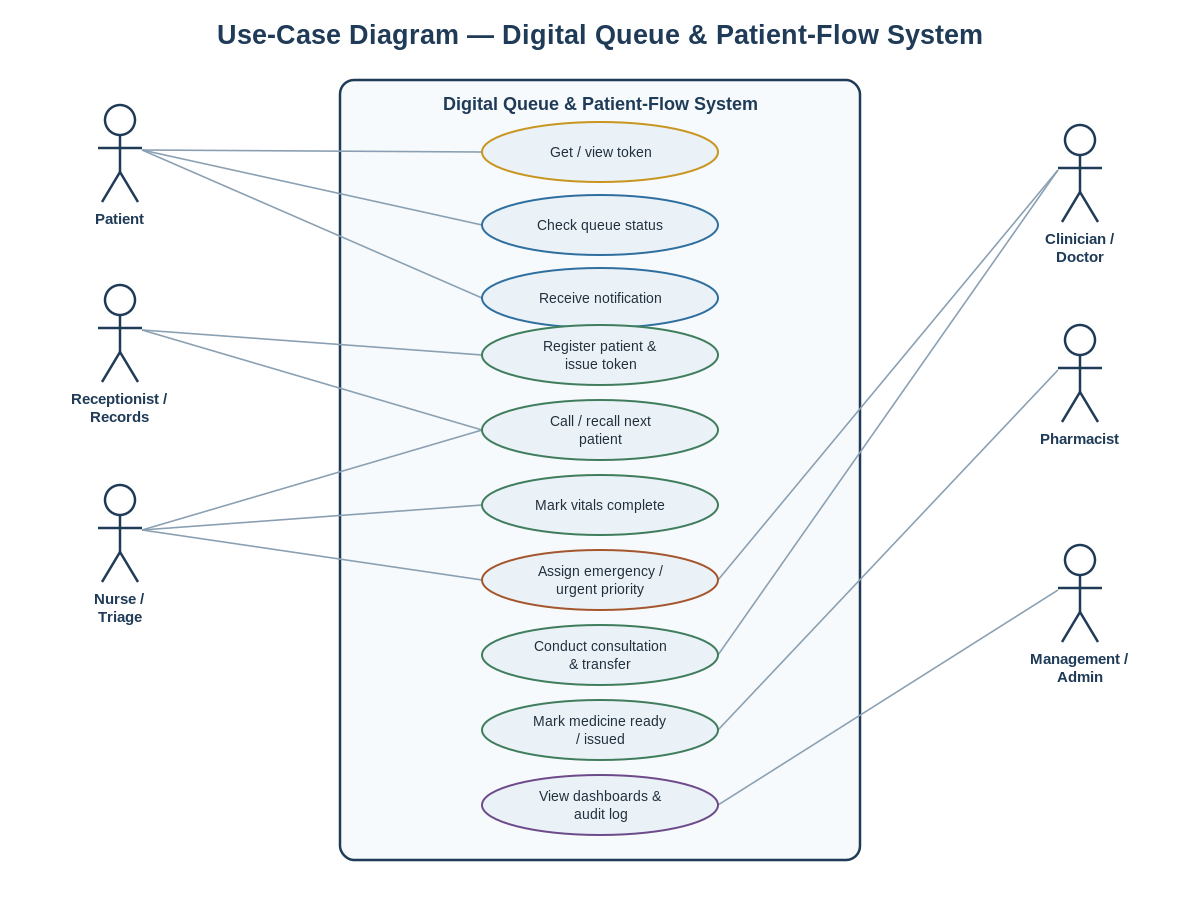 Use-Case Diagram — Digital Queue & Patient-Flow System
Digital Queue & Patient-Flow System
Get / view token
Check queue status
Receive notification
Register patient &
issue token
Call / recall next
patient
Mark vitals complete
Assign emergency /
urgent priority
Conduct consultation
& transfer
Mark medicine ready
/ issued
View dashboards &
audit log
Patient
Receptionist /
Records
Nurse /
Triage
Clinician /
Doctor
Pharmacist
Management /
Admin